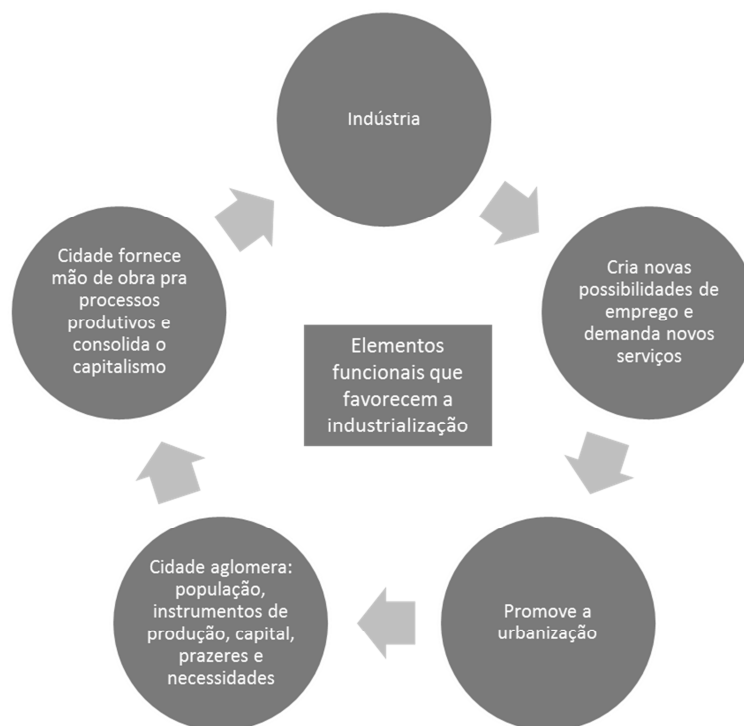 Indústria
Cria novas
possibilidades de
emprego e
demanda novos
serviços
Promove a
urbanização
Cidade aglomera:
população,
instrumentos de
produção, capital,
prazeres e
necessidades
Cidade fornece
mão de obra pra
processos
produtivos e
consolida o
capitalismo
Elementos
funcionais que
favorecem a
industrialização